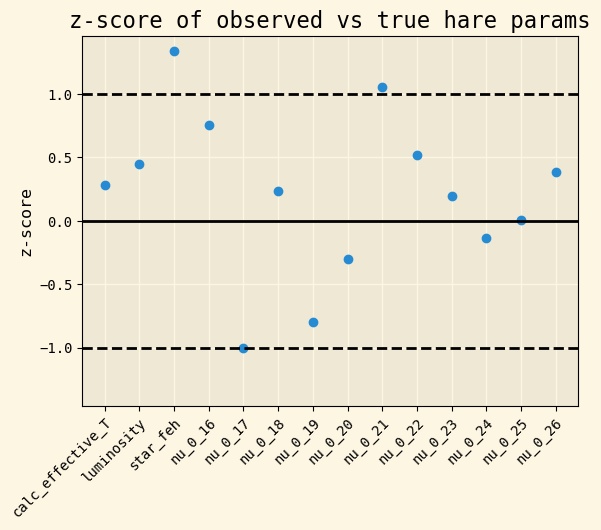 z-score of observed vs true hare params
z-score
1.0
0.5
0.0
−0.5
−1.0
calc_effective_T
luminosity
star_feh
nu_0_16
nu_0_17
nu_0_18
nu_0_19
nu_0_20
nu_0_21
nu_0_22
nu_0_23
nu_0_24
nu_0_25
nu_0_26